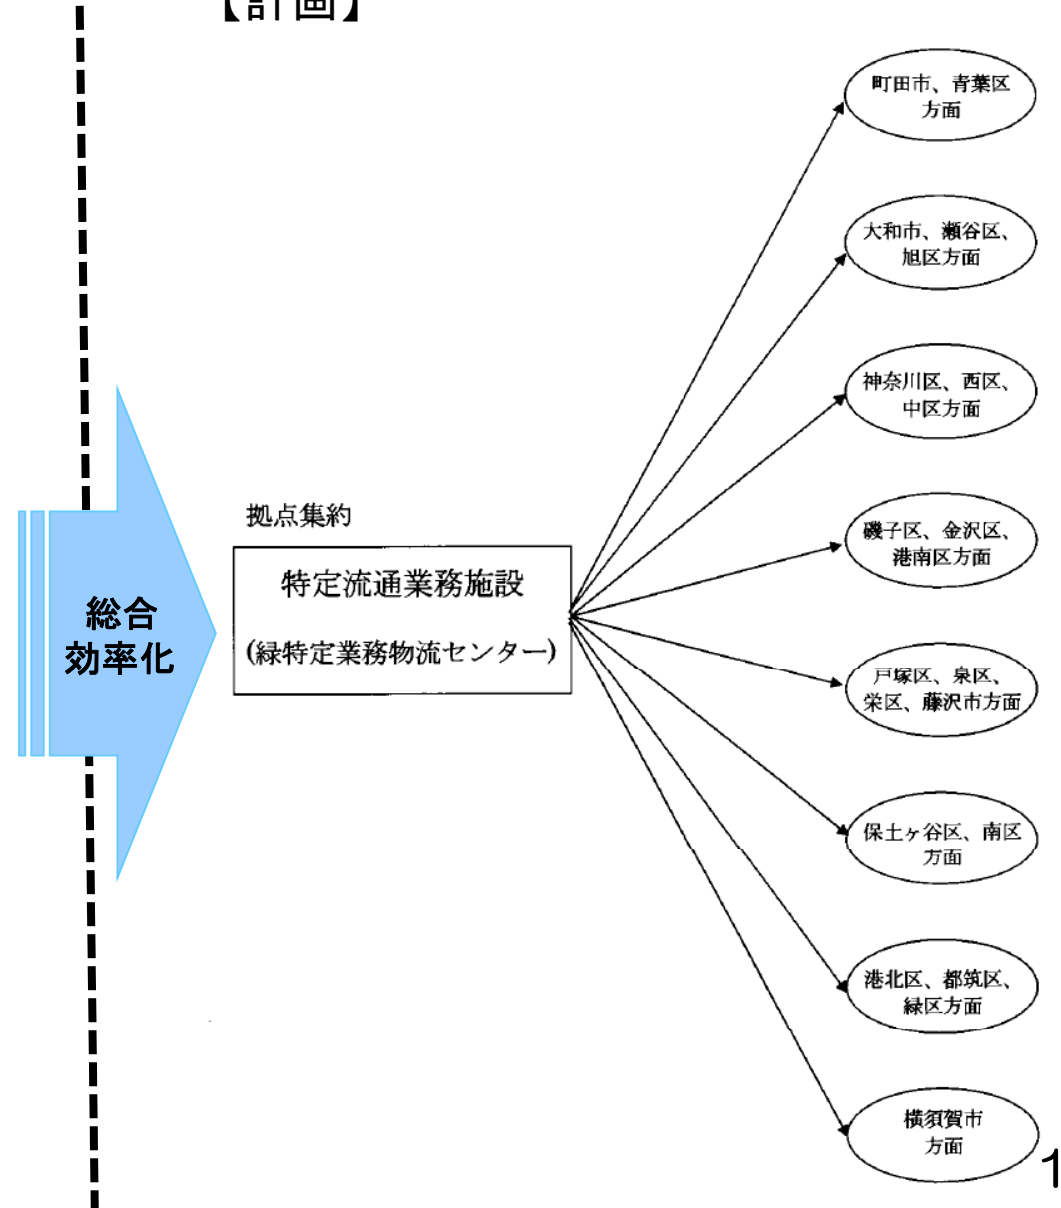 【計画】
町田市、青葉区
方面
大和市、瀬谷区、
旭区方面
神奈川区、西区、
中区方面
拠点集約
特定流通業務施設
(緑特定業務物流センター)
総合
効率化
磯子区、金沢区、
港南区方面
戸塚区、泉区、
栄区、藤沢市方面
保土ヶ谷区、南区
方面
港北区、都筑区、
緑区方面
横須賀市
方面
1